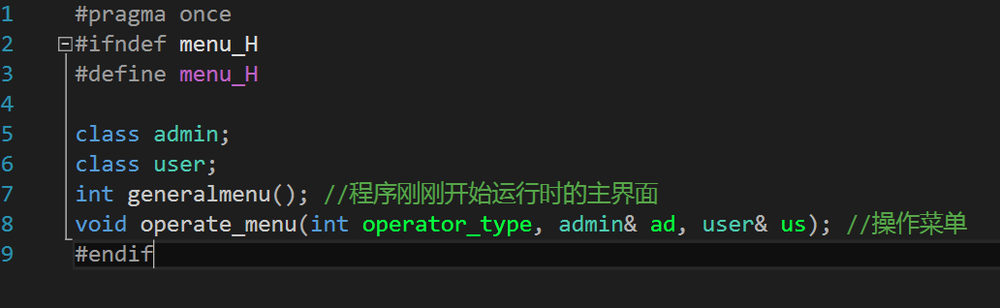 1 #pragma once
2 #ifndef menu_H
3 #define menu_H
4
5 class admin;
6 class user;
7 int generalmenu(); //程序刚刚开始运行时的主界面
8 void operate_menu(int operator_type, admin& ad, user& us); //操作菜单
9 #endif